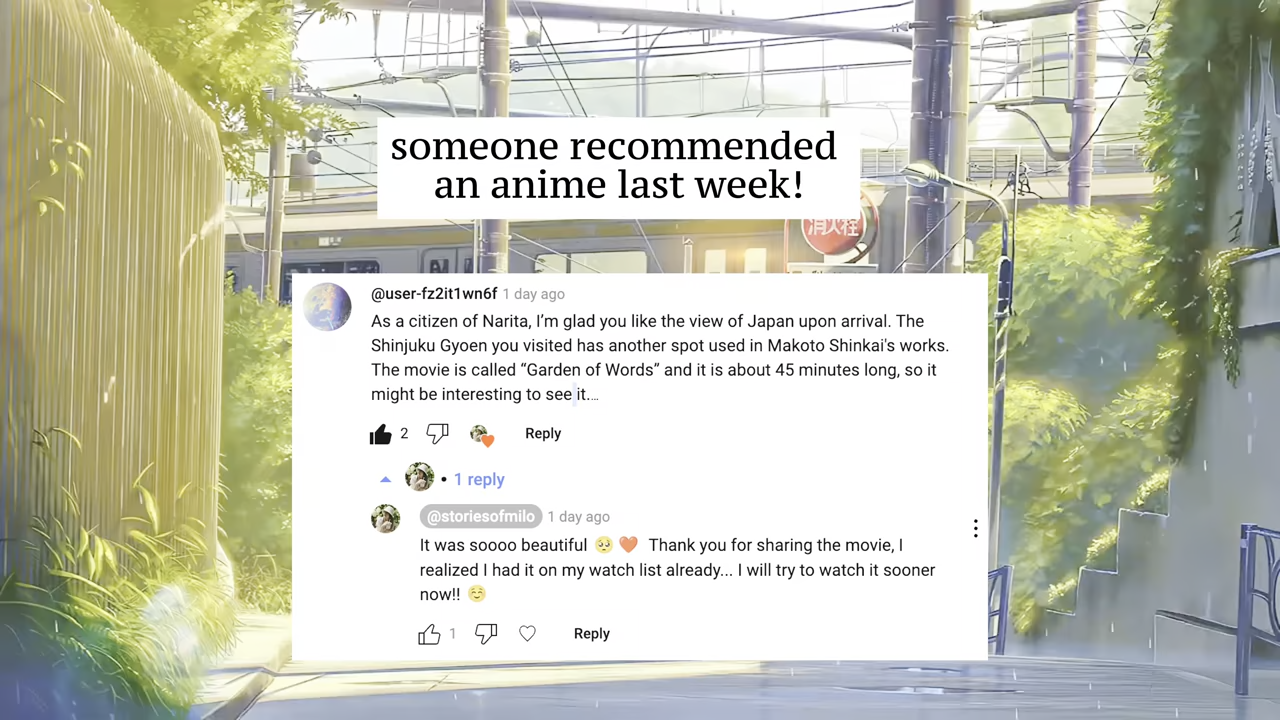 someone recommended
an anime last week!
消火栓
@user-fz2it1wn6f 1 day ago
As a citizen of Narita, I’m glad you like the view of Japan upon arrival. The
Shinjuku Gyoen you visited has another spot used in Makoto Shinkai's works.
The movie is called “Garden of Words” and it is about 45 minutes long, so it
might be interesting to see it...
2 Reply
• 1 reply
@storiesofmilo 1 day ago
It was soooo beautiful 🥺 🧡 Thank you for sharing the movie, I
realized I had it on my watch list already... I will try to watch it sooner
now!! ☺️
1 Reply